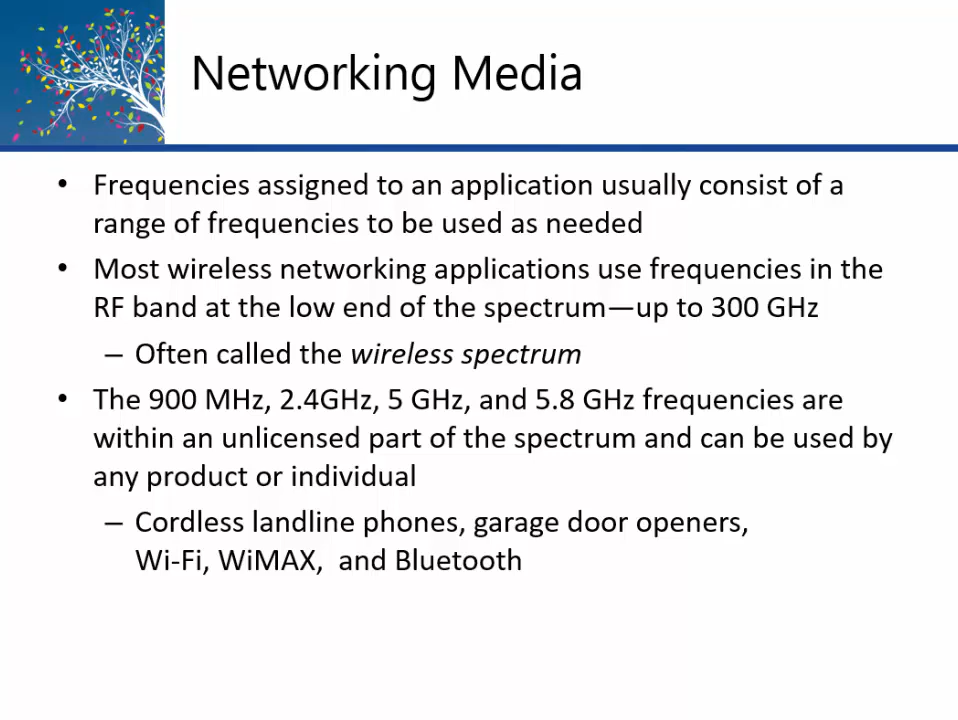 Networking Media
• Frequencies assigned to an application usually consist of a
range of frequencies to be used as needed
• Most wireless networking applications use frequencies in the
RF band at the low end of the spectrum—up to 300 GHz
– Often called the wireless spectrum
• The 900 MHz, 2.4GHz, 5 GHz, and 5.8 GHz frequencies are
within an unlicensed part of the spectrum and can be used by
any product or individual
– Cordless landline phones, garage door openers,
Wi-Fi, WiMAX,  and Bluetooth